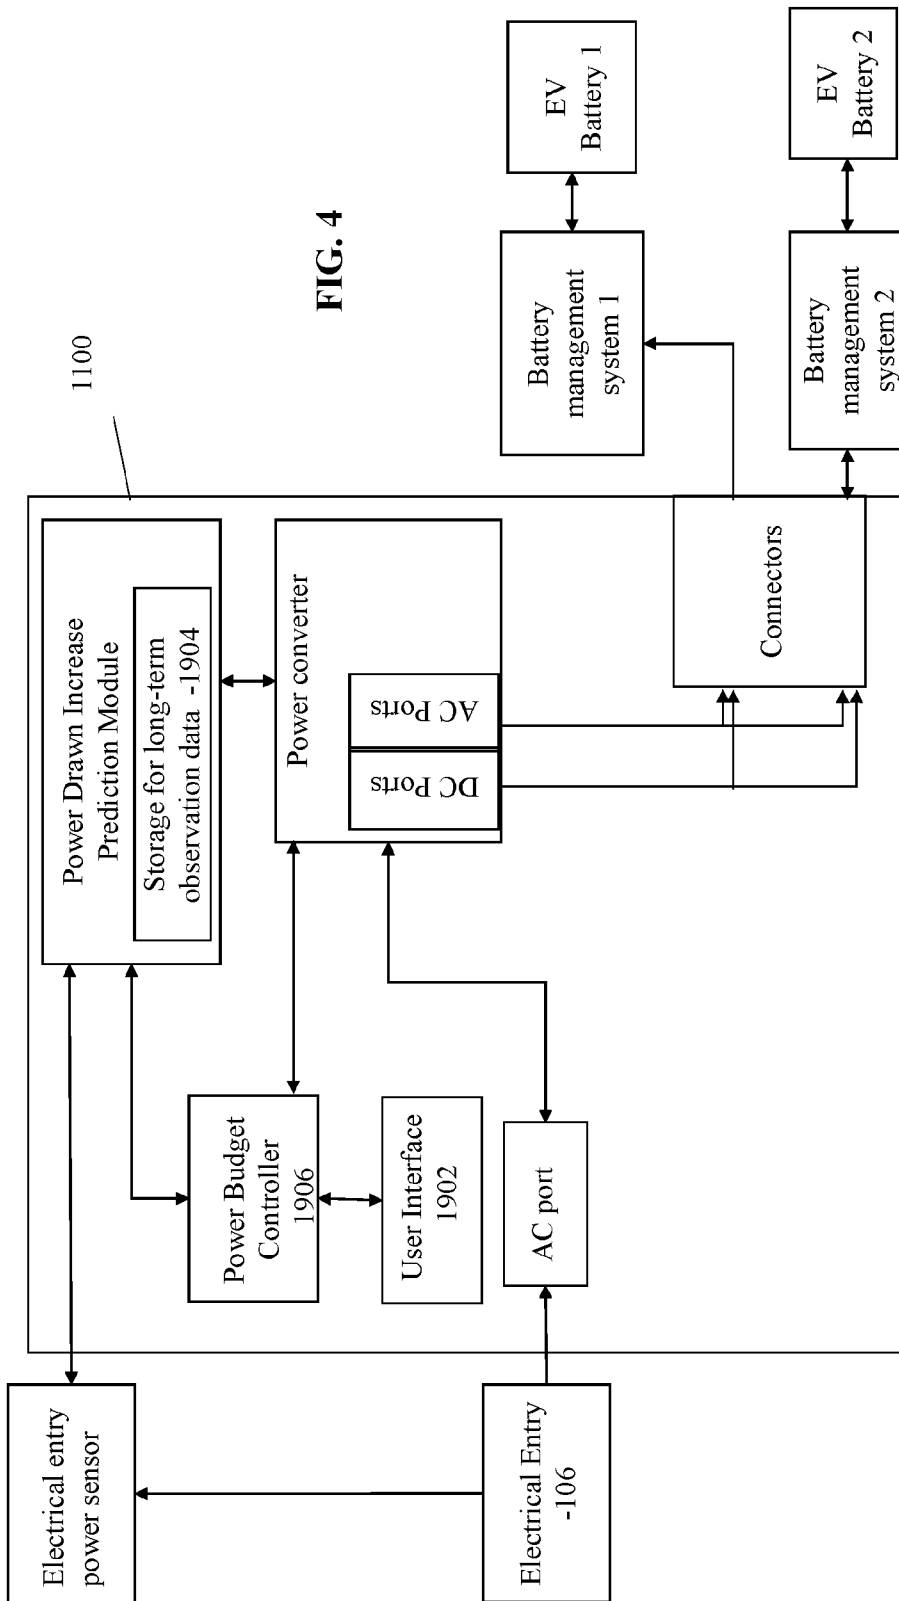 Electrical entry
power sensor
Electrical Entry
-106
Power Drawn Increase
Prediction Module
Storage for long-term
observation data -1904
Power Budget
Controller
1906
User Interface
1902
AC port
Power converter
DC Ports
AC Ports
Connectors
1100
FIG. 4
Battery
management
system 1
EV
Battery 1
Battery
management
system 2
EV
Battery 2